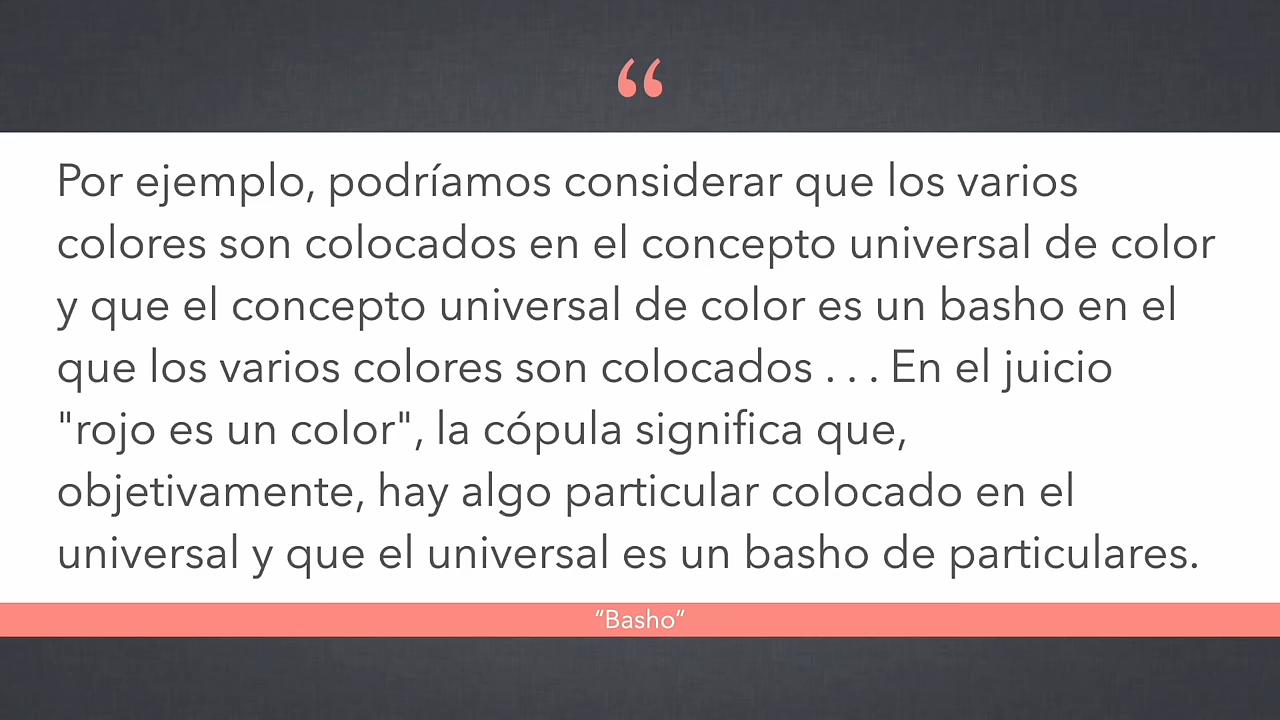 “
Por ejemplo, podríamos considerar que los varios
colores son colocados en el concepto universal de color
y que el concepto universal de color es un basho en el
que los varios colores son colocados . . . En el juicio
"rojo es un color", la cópula significa que,
objetivamente, hay algo particular colocado en el
universal y que el universal es un basho de particulares.
“Basho”